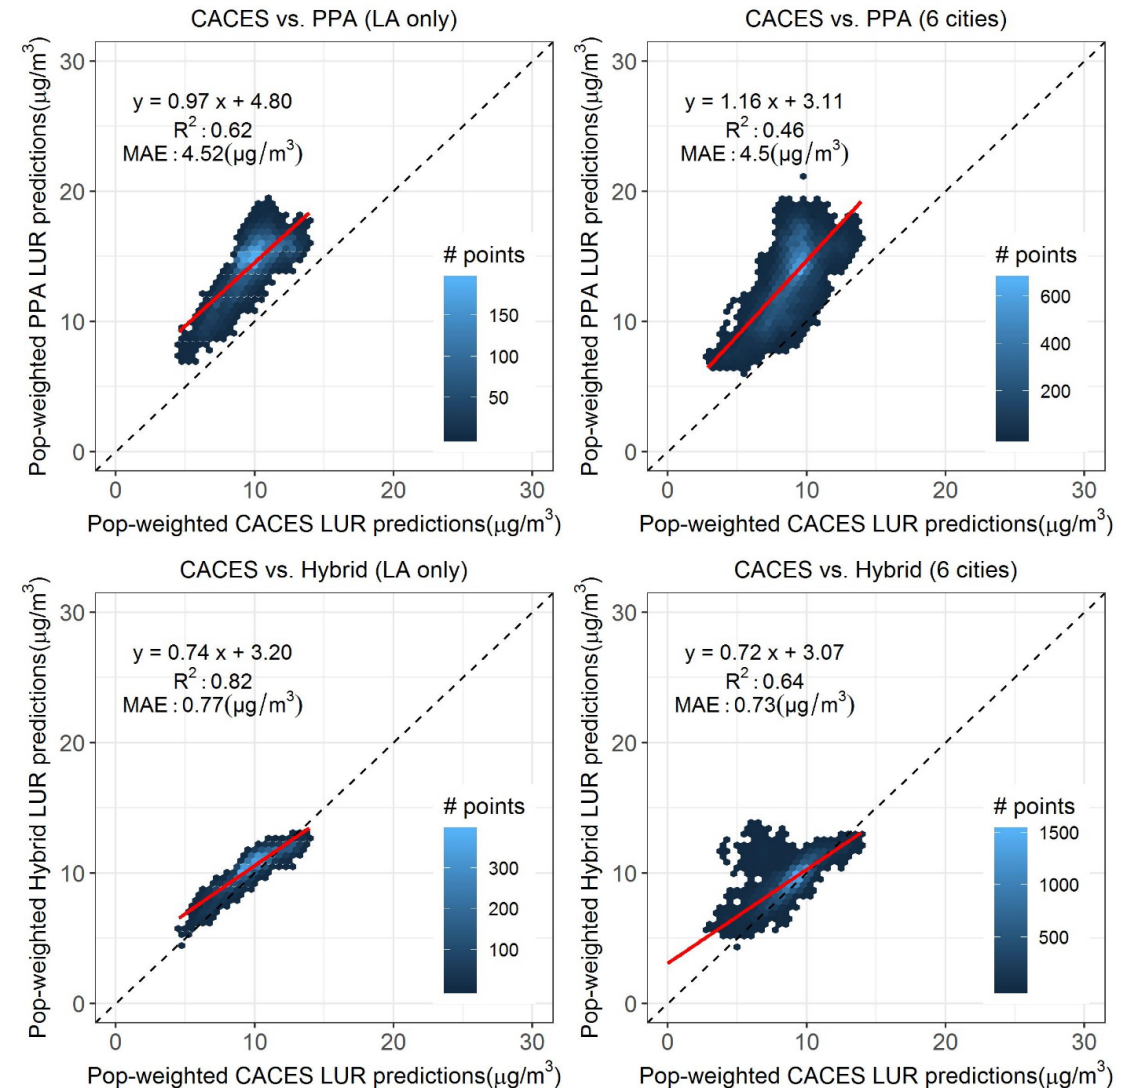 CACES vs. PPA (LA only)
Pop-weighted PPA LUR predictions(μg/m³)
30
20
10
0
y = 0.97 x + 4.80
R² : 0.62
MAE : 4.52(μg/m³)
# points
150
100
50
0 10 20 30
Pop-weighted CACES LUR predictions(μg/m³)
CACES vs. PPA (6 cities)
Pop-weighted PPA LUR predictions(μg/m³)
30
20
10
0
y = 1.16 x + 3.11
R² : 0.46
MAE : 4.5(μg/m³)
# points
600
400
200
0 10 20 30
Pop-weighted CACES LUR predictions(μg/m³)
CACES vs. Hybrid (LA only)
Pop-weighted Hybrid LUR predictions(μg/m³)
30
20
10
0
y = 0.74 x + 3.20
R² : 0.82
MAE : 0.77(μg/m³)
# points
300
200
100
0 10 20 30
Pop-weighted CACES LUR predictions(μg/m³)
CACES vs. Hybrid (6 cities)
Pop-weighted Hybrid LUR predictions(μg/m³)
30
20
10
0
y = 0.72 x + 3.07
R² : 0.64
MAE : 0.73(μg/m³)
# points
1500
1000
500
0 10 20 30
Pop-weighted CACES LUR predictions(μg/m³)